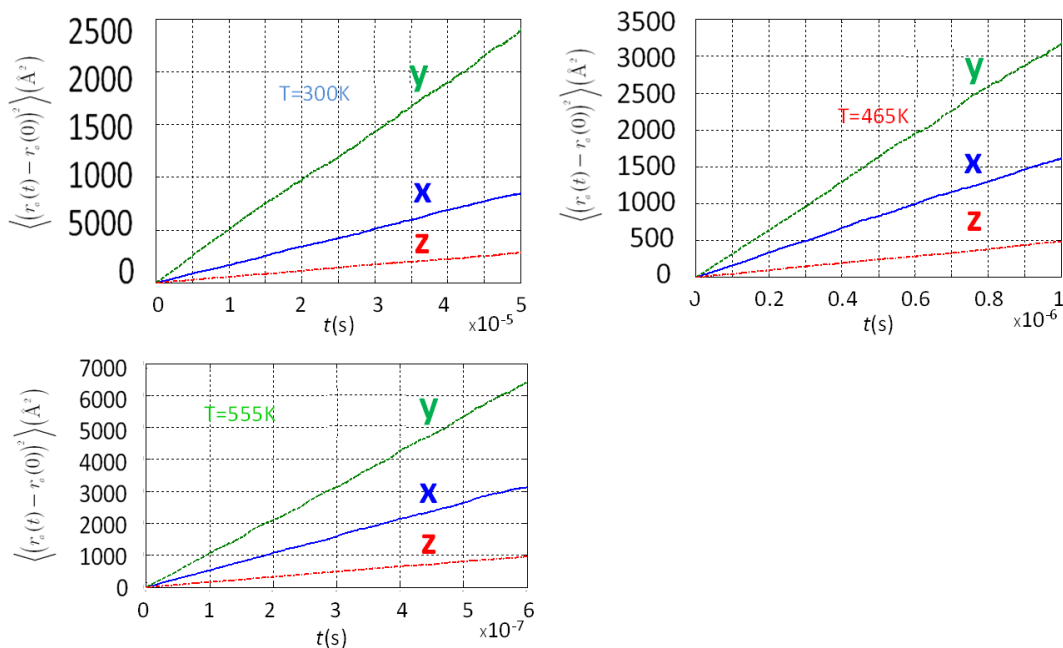 ⟨(rₐ(t) − rₐ(0))²⟩(Å²)
2500
2000
1500
1000
5000
0
T=300K
y
x
z
0 1 2 3 4 5
t(s)
x10⁻⁵
⟨(rₐ(t) − rₐ(0))²⟩(Å²)
3500
3000
2500
2000
1500
1000
500
0
T=465K
y
x
z
0 0.2 0.4 0.6 0.8 1
t(s)
x10⁻⁶
⟨(rₐ(t) − rₐ(0))²⟩(Å²)
7000
6000
5000
4000
3000
2000
1000
0
T=555K
y
x
z
0 1 2 3 4 5 6
t(s)
x10⁻⁷